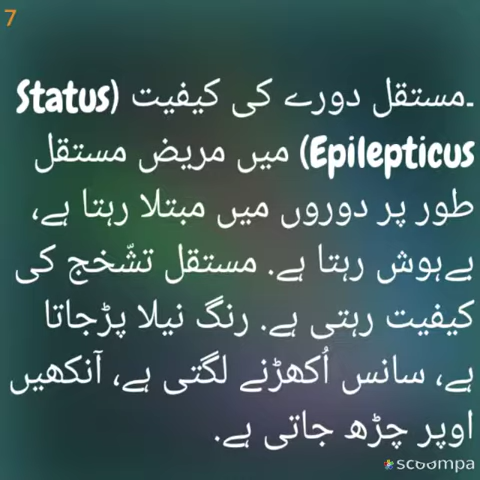 7
۔مستقل دورے کی کیفیت (Status
Epilepticus) میں مریض مستقل
طور پر دوروں میں مبتلا رہتا ہے،
بےہوش رہتا ہے. مستقل تشّخج کی
کیفیت رہتی ہے. رنگ نیلا پڑجاتا
ہے، سانس اُکھڑنے لگتی ہے، آنکھیں
اوپر چڑھ جاتی ہے.
scoompa